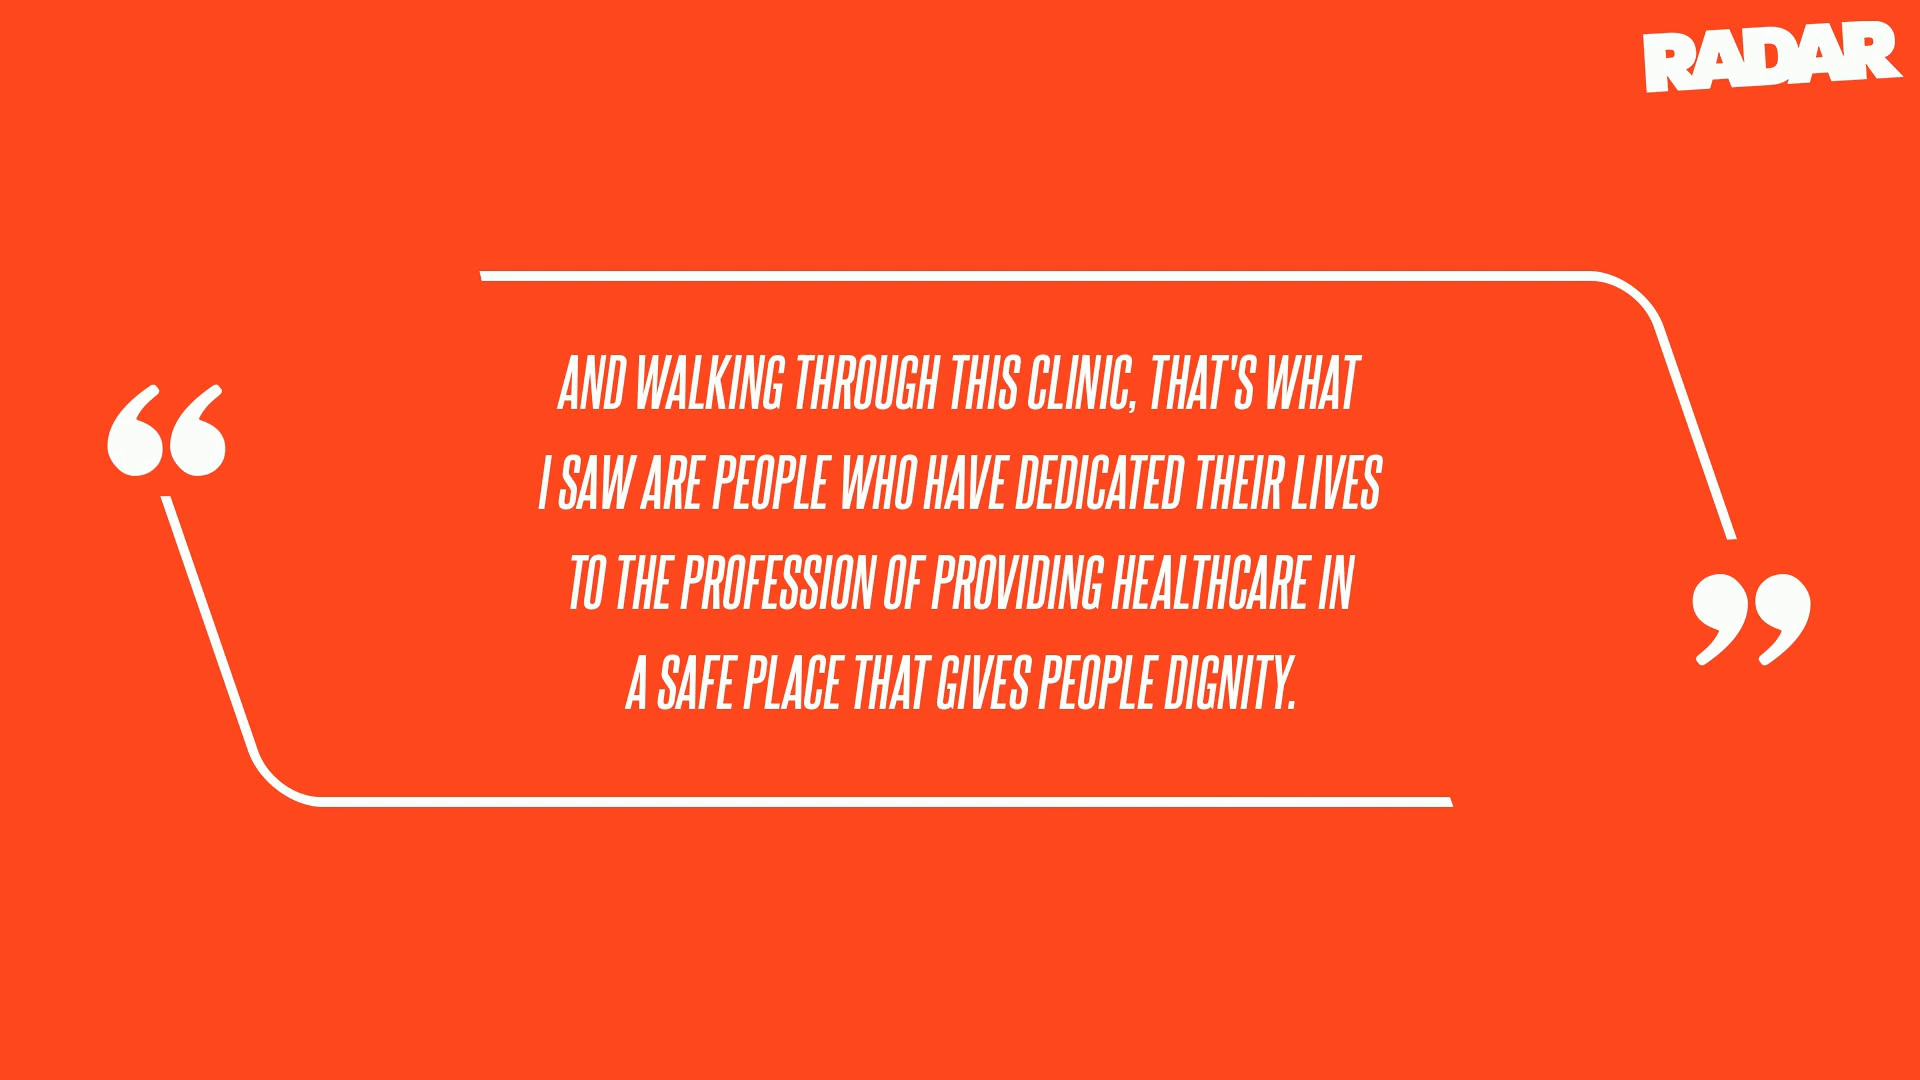 RADAR
“
AND WALKING THROUGH THIS CLINIC, THAT'S WHAT
I SAW ARE PEOPLE WHO HAVE DEDICATED THEIR LIVES
TO THE PROFESSION OF PROVIDING HEALTHCARE IN
A SAFE PLACE THAT GIVES PEOPLE DIGNITY.
”